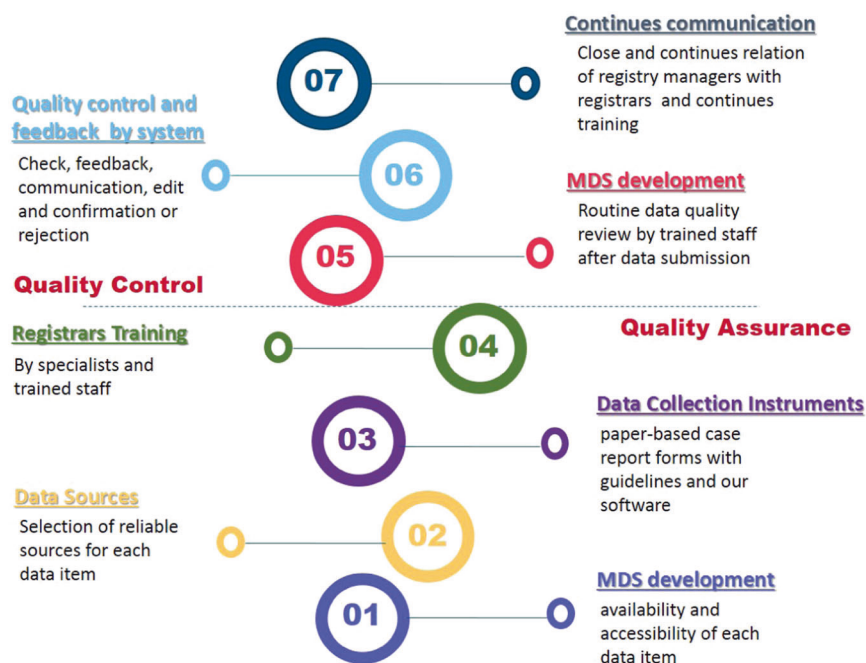 Continues communication
Close and continues relation
of registry managers with
registrars and continues
training
07
Quality control and
feedback by system
Check, feedback,
communication, edit
and confirmation or
rejection
06
MDS development
Routine data quality
review by trained staff
after data submission
05
Quality Control
Quality Assurance
Registrars Training
By specialists and
trained staff
04
Data Collection Instruments
paper-based case
report forms with
guidelines and our
software
03
Data Sources
Selection of reliable
sources for each
data item
02
MDS development
availability and
accessibility of each
data item
01